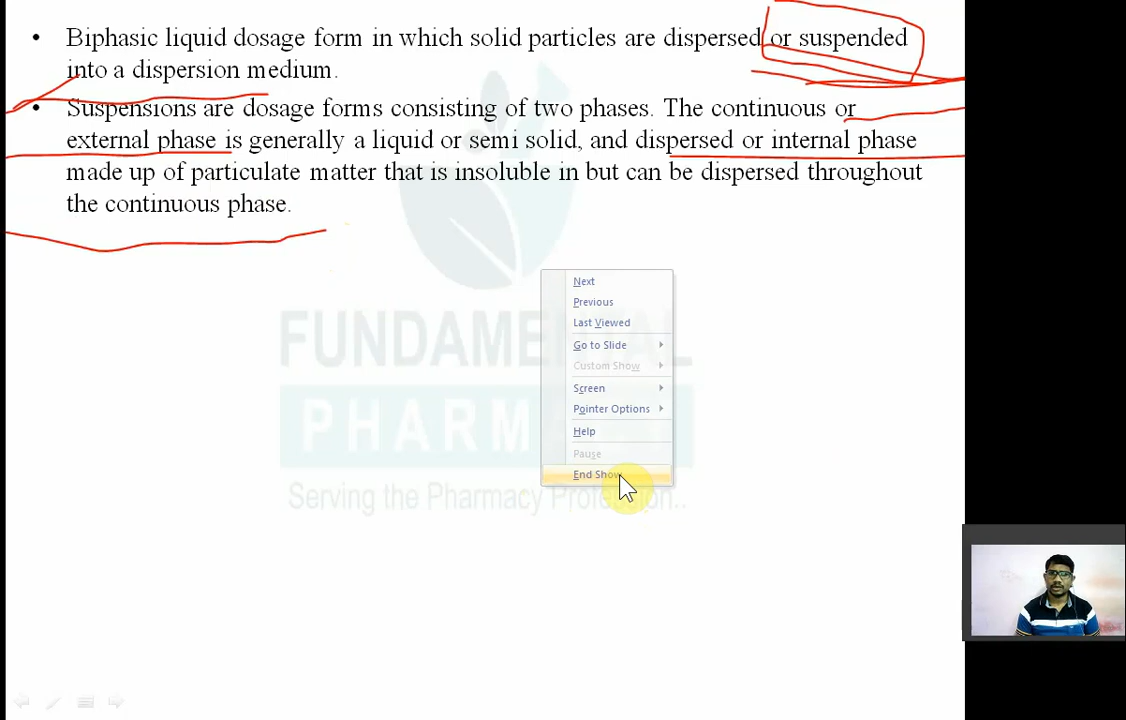 • Biphasic liquid dosage form in which solid particles are dispersed or suspended
into a dispersion medium.
• Suspensions are dosage forms consisting of two phases. The continuous or
external phase is generally a liquid or semi solid, and dispersed or internal phase
made up of particulate matter that is insoluble in but can be dispersed throughout
the continuous phase.
Next
Previous
Last Viewed
Go to Slide
Custom Show
Screen
Pointer Options
Help
Pause
End Show
FUNDAMENTAL
PHARM
Serving the Pharmacy Profession..